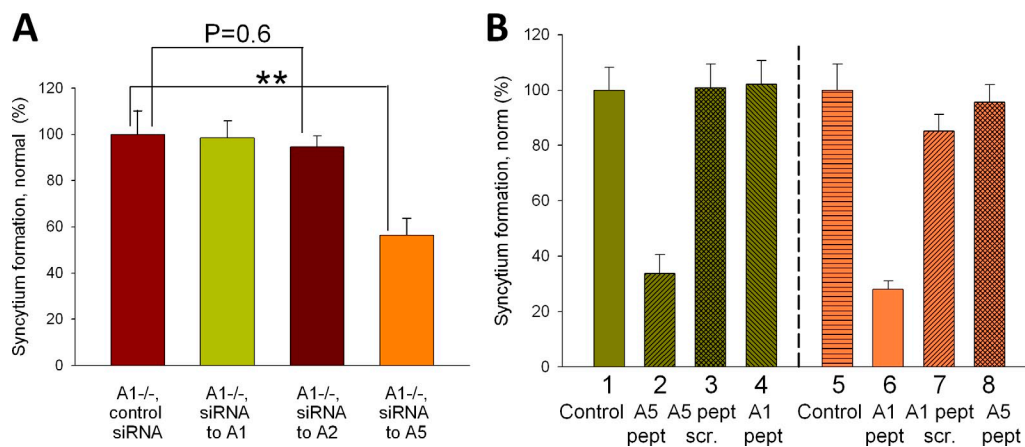 A
P=0.6
**
Syncytium formation, normal (%)
120
100
80
60
40
20
0
A1-/-,
control
siRNA
A1-/-,
siRNA
to A1
A1-/-,
siRNA
to A2
A1-/-,
siRNA
to A5
B
Syncytium formation, norm (%)
120
100
80
60
40
20
0
1 2 3 4 5 6 7 8
Control
A5
pept
A5 pept
scr.
A1
pept
Control
A1
pept
A1 pept
scr.
A5
pept